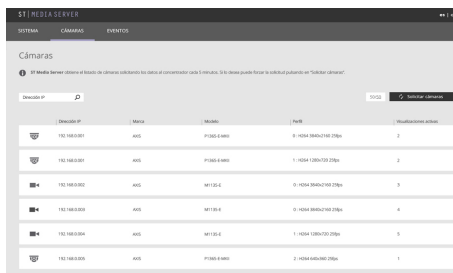 ST | MEDIA SERVER
SISTEMA CÁMARAS EVENTOS
Cámaras
ST Media Server obtiene el listado de cámaras solicitando los datos al concentrador cada 5 minutos. Si lo desea puede forzar la solicitud pulsando en "Solicitar cámaras".
Dirección IP Solicitar cámaras
Dirección IP Marca Modelo Perfil Visualizaciones activas
192.168.0.001 AXIS P1365-E-MKII 0 : H264 3840x2160 25fps 2
192.168.0.001 AXIS P1365-E-MKII 1 : H264 1280x720 25fps 2
192.168.0.002 AXIS M1135-E 0 : H264 3840x2160 25fps 3
192.168.0.003 AXIS M1135-E 0 : H264 3840x2160 25fps 4
192.168.0.004 AXIS M1135-E 1 : H264 1280x720 25fps 5
192.168.0.005 AXIS P1365-E-MKII 2 : H264 640x360 25fps 1